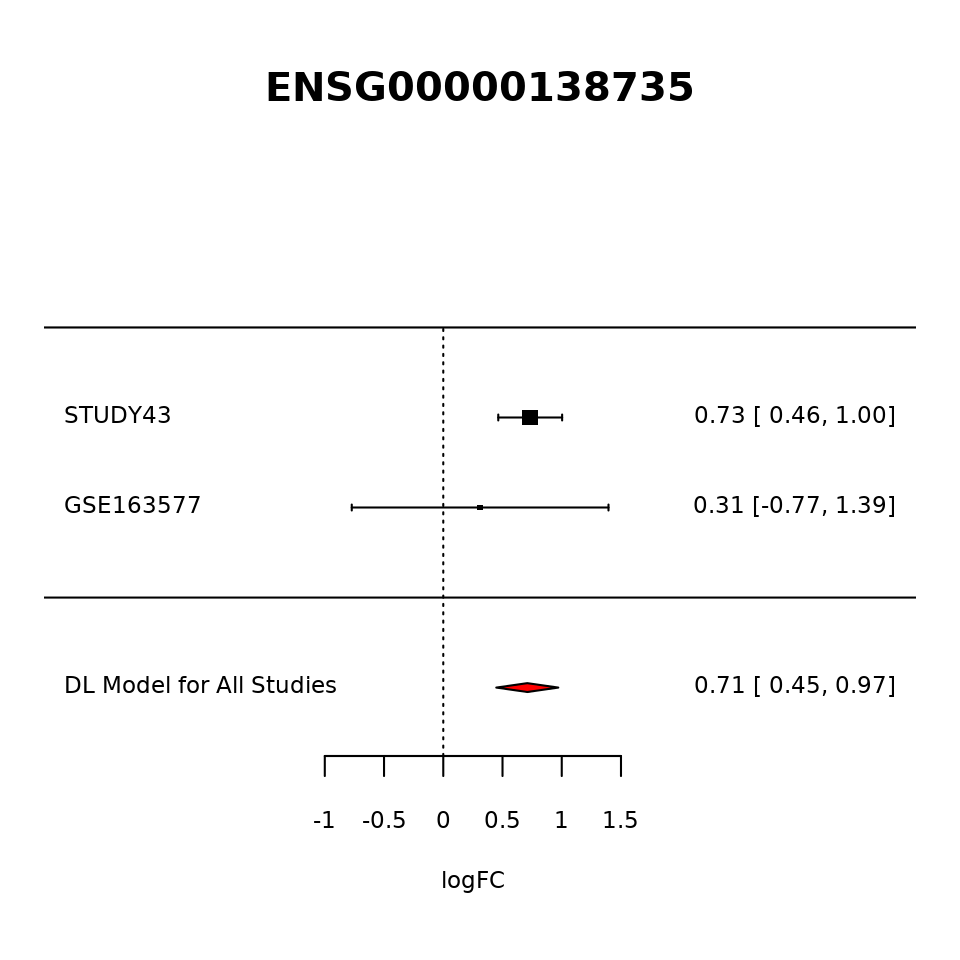 ENSG00000138735
STUDY43 0.73 [ 0.46, 1.00]
GSE163577 0.31 [-0.77, 1.39]
DL Model for All Studies 0.71 [ 0.45, 0.97]
-1 -0.5 0 0.5 1 1.5
logFC